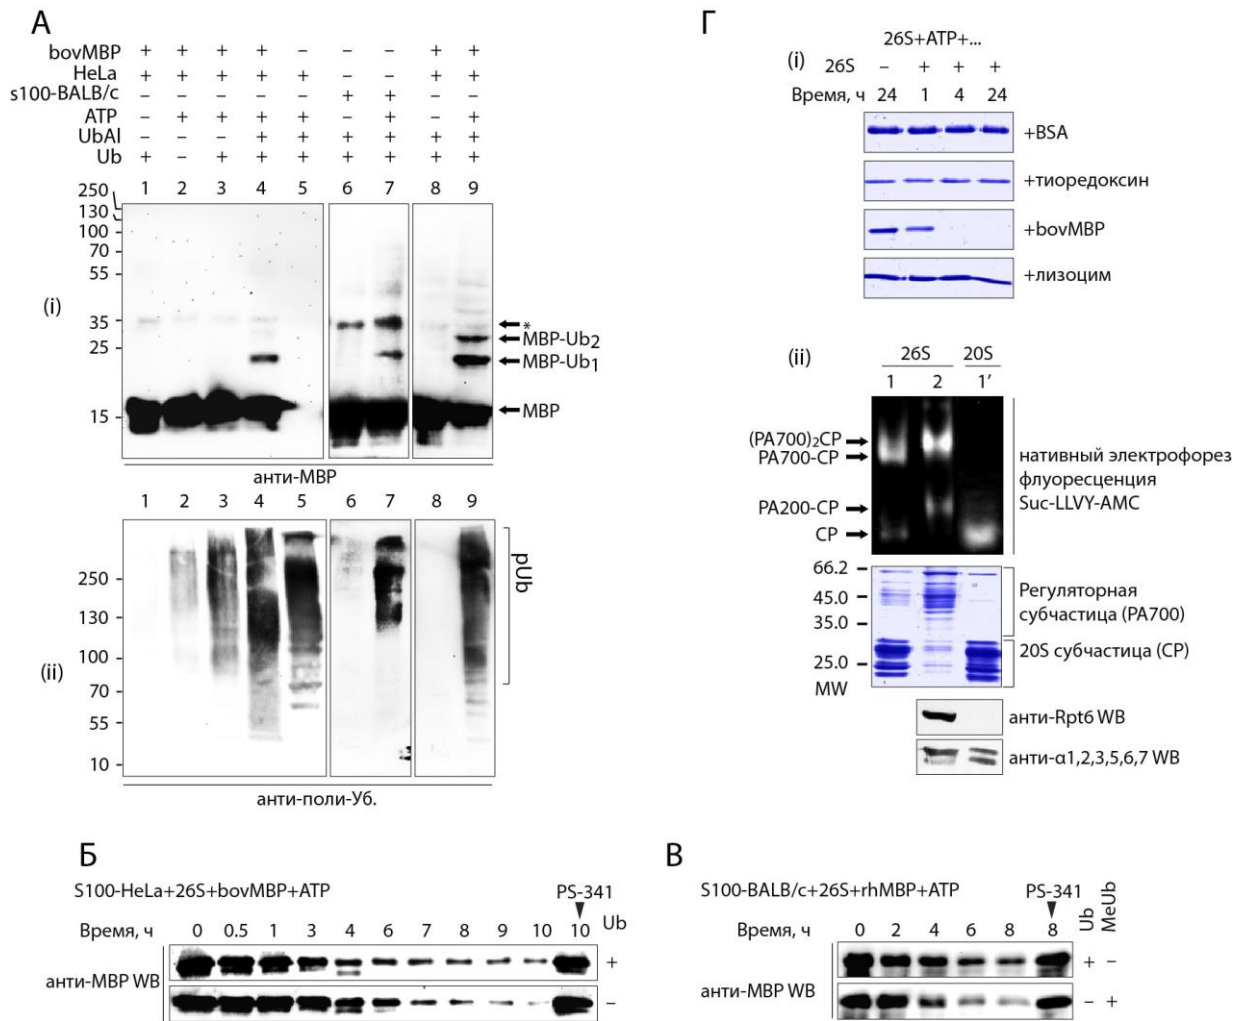 А
bovMBP + + + + – – – + +
HeLa + + + + + – – + +
s100-BALB/c – – – – – + + – –
ATP – + + + + – + – +
UbAl – – – + + + + + +
Ub + – + + + + + + +
1 2 3 4 5 6 7 8 9
250
130
100
70
55
35
25
15
(i)
*
MBP-Ub2
MBP-Ub1
MBP
анти-MBP
1 2 3 4 5 6 7 8 9
250
130
100
70
55
10
(ii)
pUb
анти-поли-Уб.
Г
26S+ATP+...
(i)
26S – + + +
Время, ч 24 1 4 24
+BSA
+тиоредоксин
+bovMBP
+лизоцим
(ii)
26S 20S
1 2 1’
(PA700)2CP
PA700-CP
PA200-CP
CP
нативный электрофорез
флуоресценция
Suc-LLVY-AMC
66.2
45.0
35.0
25.0
MW
Регуляторная
субчастица (PA700)
20S субчастица (CP)
анти-Rpt6 WB
анти-α1,2,3,5,6,7 WB
Б
S100-HeLa+26S+bovMBP+ATP
PS-341
Ub
Время, ч 0 0.5 1 3 4 6 7 8 9 10 10
анти-MBP WB
+
–
В
S100-BALB/c+26S+rhMBP+ATP
PS-341
Ub
MeUb
Время, ч 0 2 4 6 8 8
анти-MBP WB
+ –
– +